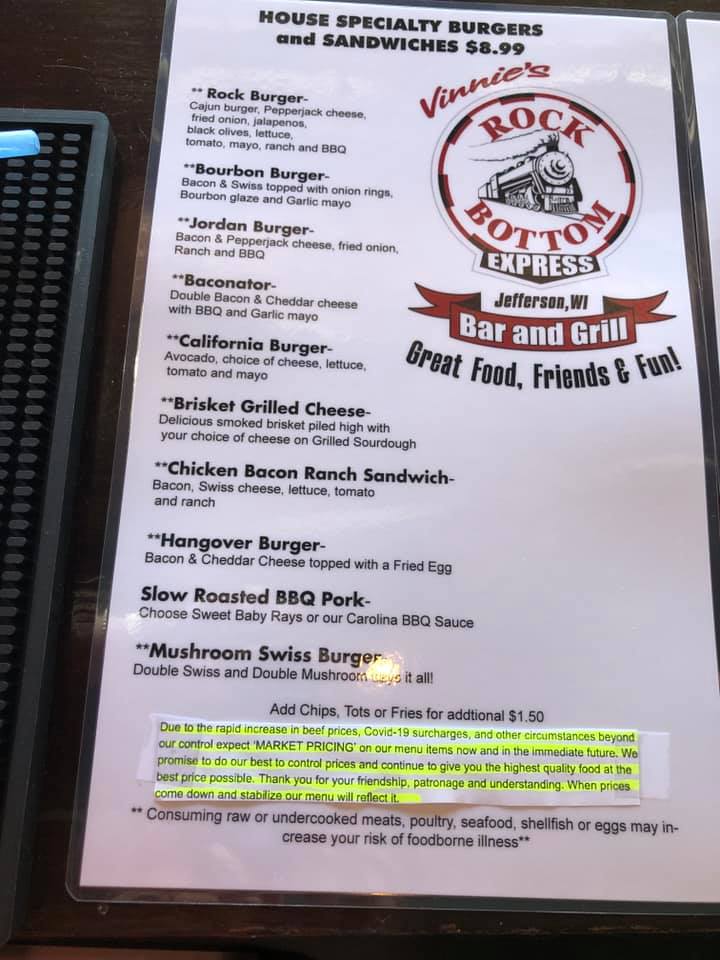 HOUSE SPECIALTY BURGERS
and SANDWICHES $8.99
Vinnie's
ROCK
BOTTOM
EXPRESS
Jefferson, WI
Bar and Grill
Great Food, Friends & Fun!
** Rock Burger-
Cajun burger, Pepperjack cheese,
fried onion, jalapenos,
black olives, lettuce,
tomato, mayo, ranch and BBQ
**Bourbon Burger-
Bacon & Swiss topped with onion rings,
Bourbon glaze and Garlic mayo
**Jordan Burger-
Bacon & Pepperjack cheese, fried onion,
Ranch and BBQ
**Baconator-
Double Bacon & Cheddar cheese
with BBQ and Garlic mayo
**California Burger-
Avocado, choice of cheese, lettuce,
tomato and mayo
**Brisket Grilled Cheese-
Delicious smoked brisket piled high with
your choice of cheese on Grilled Sourdough
**Chicken Bacon Ranch Sandwich-
Bacon, Swiss cheese, lettuce, tomato
and ranch
**Hangover Burger-
Bacon & Cheddar Cheese topped with a Fried Egg
Slow Roasted BBQ Pork-
Choose Sweet Baby Rays or our Carolina BBQ Sauce
**Mushroom Swiss Burger-
Double Swiss and Double Mushroom says it all!
Add Chips, Tots or Fries for addtional $1.50
Due to the rapid increase in beef prices, Covid-19 surcharges, and other circumstances beyond
our control expect 'MARKET PRICING' on our menu items now and in the immediate future. We
promise to do our best to control prices and continue to give you the highest quality food at the
best price possible. Thank you for your friendship, patronage and understanding. When prices
come down and stabilize our menu will reflect it.
** Consuming raw or undercooked meats, poultry, seafood, shellfish or eggs may in-
crease your risk of foodborne illness**